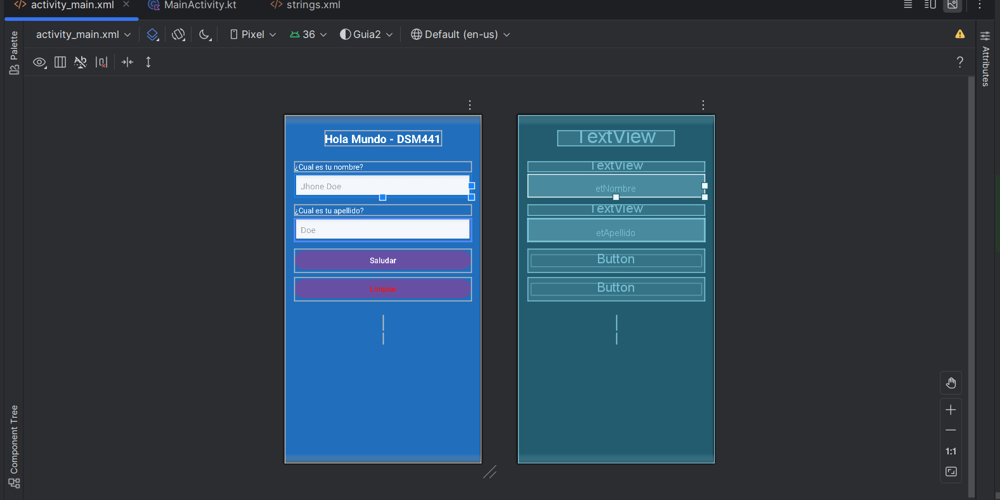 activity_main.xml
MainActivity.kt
strings.xml
activity_main.xml
Pixel
36
Guia2
Default (en-us)
Palette
Attributes
?
Hola Mundo - DSM441
¿Cual es tu nombre?
Jhone Doe
¿Cual es tu apellido?
Doe
Saludar
Limpiar
TextView
TextView
etNombre
TextView
etApellido
Button
Button
Component Tree
1:1